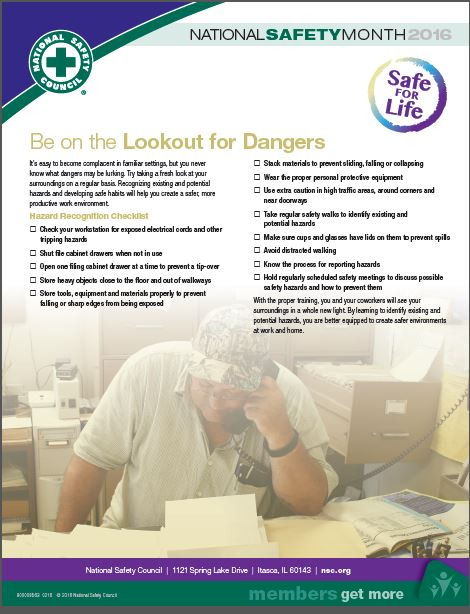 NATIONAL SAFETY
COUNCIL
®
NATIONALSAFETYMONTH2016
Safe
FOR
Life
Be on the Lookout for Dangers
It's easy to become complacent in familiar settings, but you never
know what dangers may be lurking. Try taking a fresh look at your
surroundings on a regular basis. Recognizing existing and potential
hazards and developing safe habits will help you create a safer, more
productive work environment.
Hazard Recognition Checklist
☐ Check your workstation for exposed electrical cords and other
tripping hazards
☐ Shut file cabinet drawers when not in use
☐ Open one filing cabinet drawer at a time to prevent a tip-over
☐ Store heavy objects close to the floor and out of walkways
☐ Store tools, equipment and materials properly to prevent
falling or sharp edges from being exposed
☐ Stack materials to prevent sliding, falling or collapsing
☐ Wear the proper personal protective equipment
☐ Use extra caution in high traffic areas, around corners and
near doorways
☐ Take regular safety walks to identify existing and
potential hazards
☐ Make sure cups and glasses have lids on them to prevent spills
☐ Avoid distracted walking
☐ Know the process for reporting hazards
☐ Hold regularly scheduled safety meetings to discuss possible
safety hazards and how to prevent them
With the proper training, you and your coworkers will see your
surroundings in a whole new light. By learning to identify existing and
potential hazards, you are better equipped to create safer environments
at work and home.
National Safety Council | 1121 Spring Lake Drive | Itasca, IL 60143 | nsc.org
0216 © 2016 National Safety Council
members get more